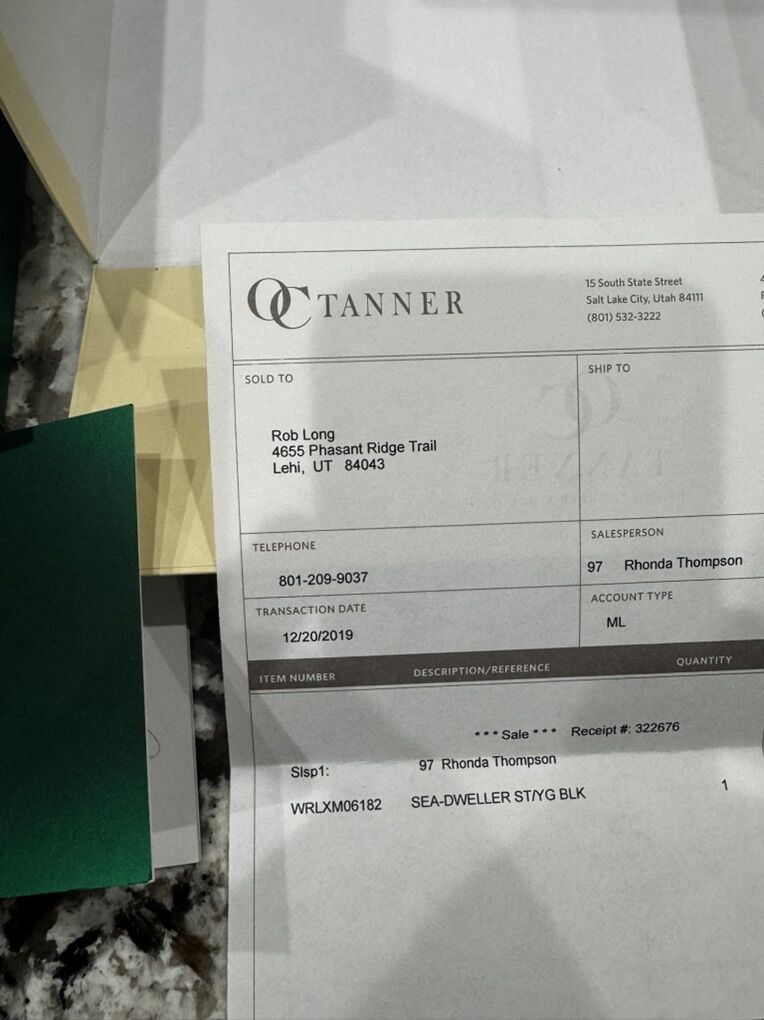 OC TANNER
15 South State Street
Salt Lake City, Utah 84111
(801) 532-3222
SOLD TO
SHIP TO
Rob Long
4655 Phasant Ridge Trail
Lehi, UT 84043
TELEPHONE
801-209-9037
SALESPERSON
97 Rhonda Thompson
TRANSACTION DATE
12/20/2019
ACCOUNT TYPE
ML
ITEM NUMBER DESCRIPTION/REFERENCE QUANTITY
* * * Sale * * * Receipt #: 322676
Slsp1: 97 Rhonda Thompson
WRLXM06182 SEA-DWELLER ST/YG BLK 1